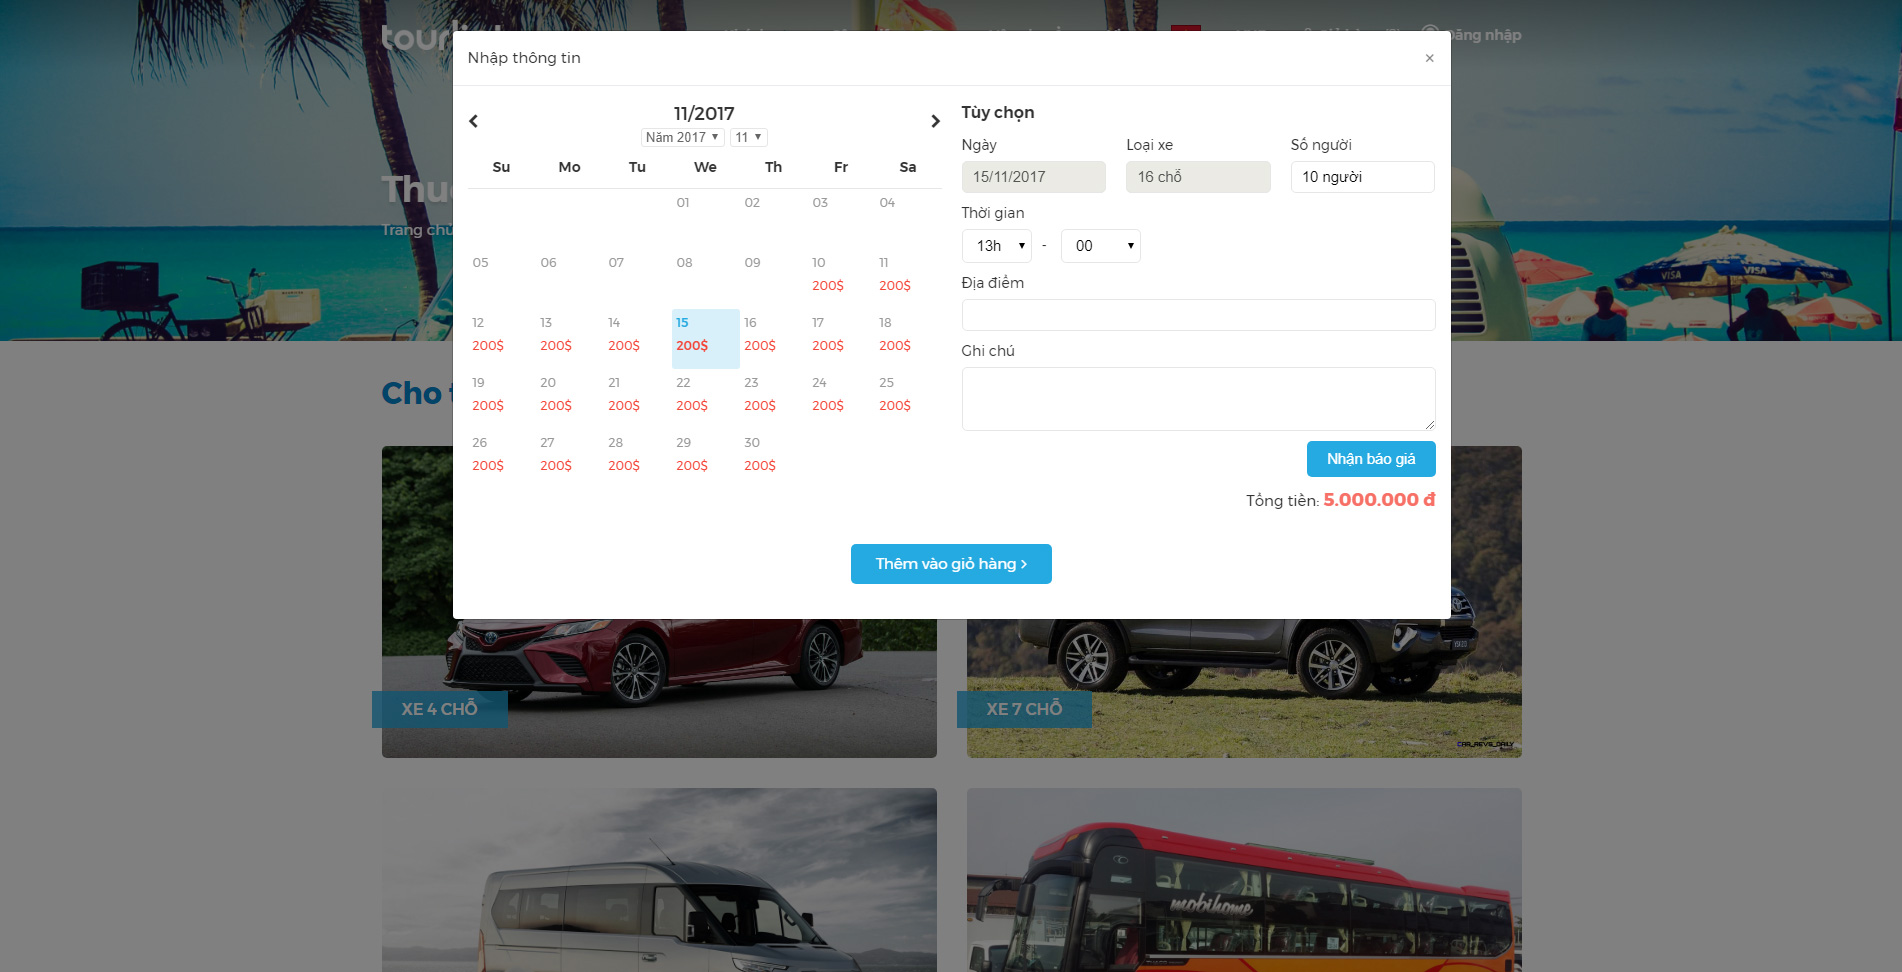 Đăng nhập
Nhập thông tin
×
11/2017
Năm 2017 11
Su Mo Tu We Th Fr Sa
01 02 03 04
05 06 07 08 09 10 11
200$ 200$
12 13 14 15 16 17 18
200$ 200$ 200$ 200$ 200$ 200$ 200$
19 20 21 22 23 24 25
200$ 200$ 200$ 200$ 200$ 200$ 200$
26 27 28 29 30
200$ 200$ 200$ 200$ 200$
Tùy chọn
Ngày Loại xe Số người
15/11/2017 16 chỗ 10 người
Thời gian
13h - 00
Địa điểm
Ghi chú
Nhận báo giá
Tổng tiền: 5.000.000 đ
Thêm vào giỏ hàng >
Trang chủ
VISA VISA
Cho
XE 4 CHỖ
XE 7 CHỖ
CAR_REVS_DAILY
mobihome